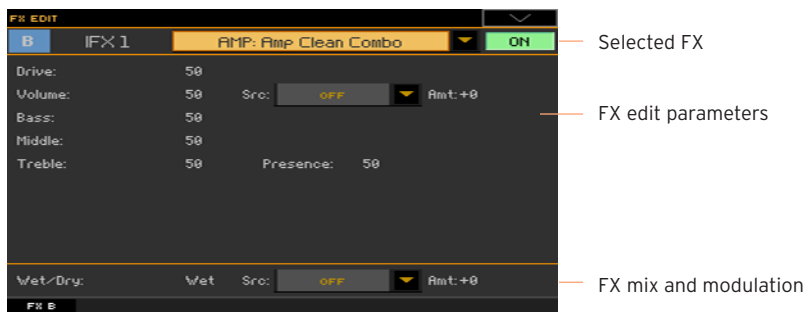 FX EDIT
B IFX 1 AMP: Amp Clean Combo ON
Selected FX
Drive: 50
Volume: 50 Src: OFF Amt:+0
FX edit parameters
Bass: 50
Middle: 50
Treble: 50 Presence: 50
Wet/Dry: Wet Src: OFF Amt:+0
FX mix and modulation
FX B